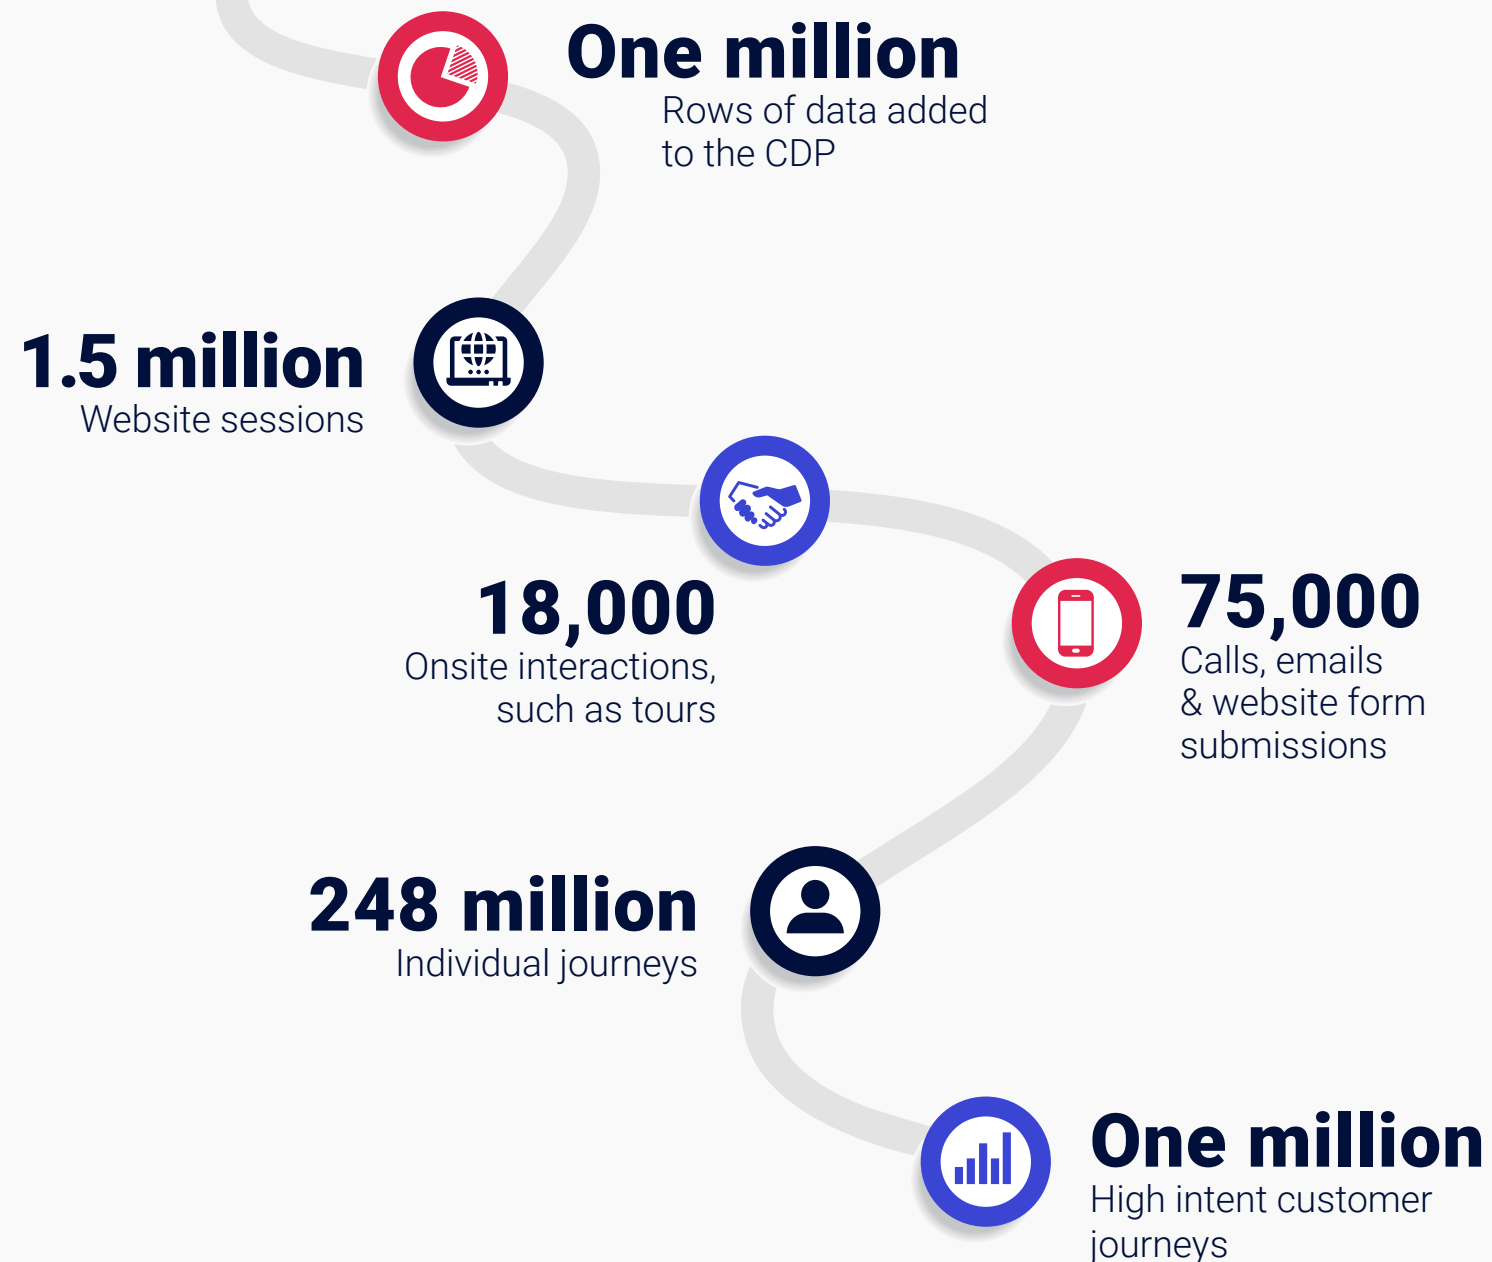 One million
Rows of data added
to the CDP
1.5 million
Website sessions
18,000
Onsite interactions,
such as tours
75,000
Calls, emails
& website form
submissions
248 million
Individual journeys
One million
High intent customer
journeys